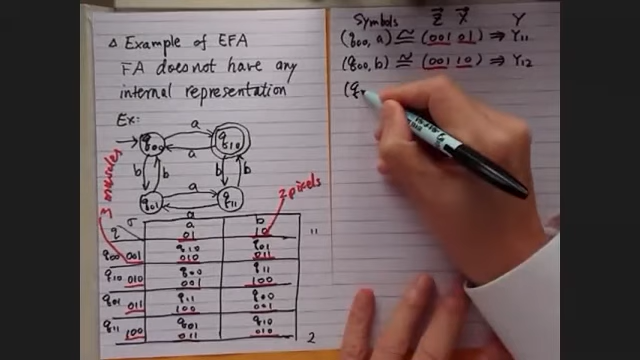 △ Example of EFA
FA does not have any
internal representation
Ex:
a
q00 q10
a
b b b b
a
q01 q11
a
3 muscules
2 pixels
σ a b
q 01 10
q00 001 q10 q01
010 011
q10 010 q00 q11
001 100
q01 011 q11 q00
100 001
q11 100 q01 q10
011 010
11
2
Symbols Z⃗ X⃗ Y
(q00, a) ≅ (001 01) ⇒ Y11
(q00, b) ≅ (001 10) ⇒ Y12
(q